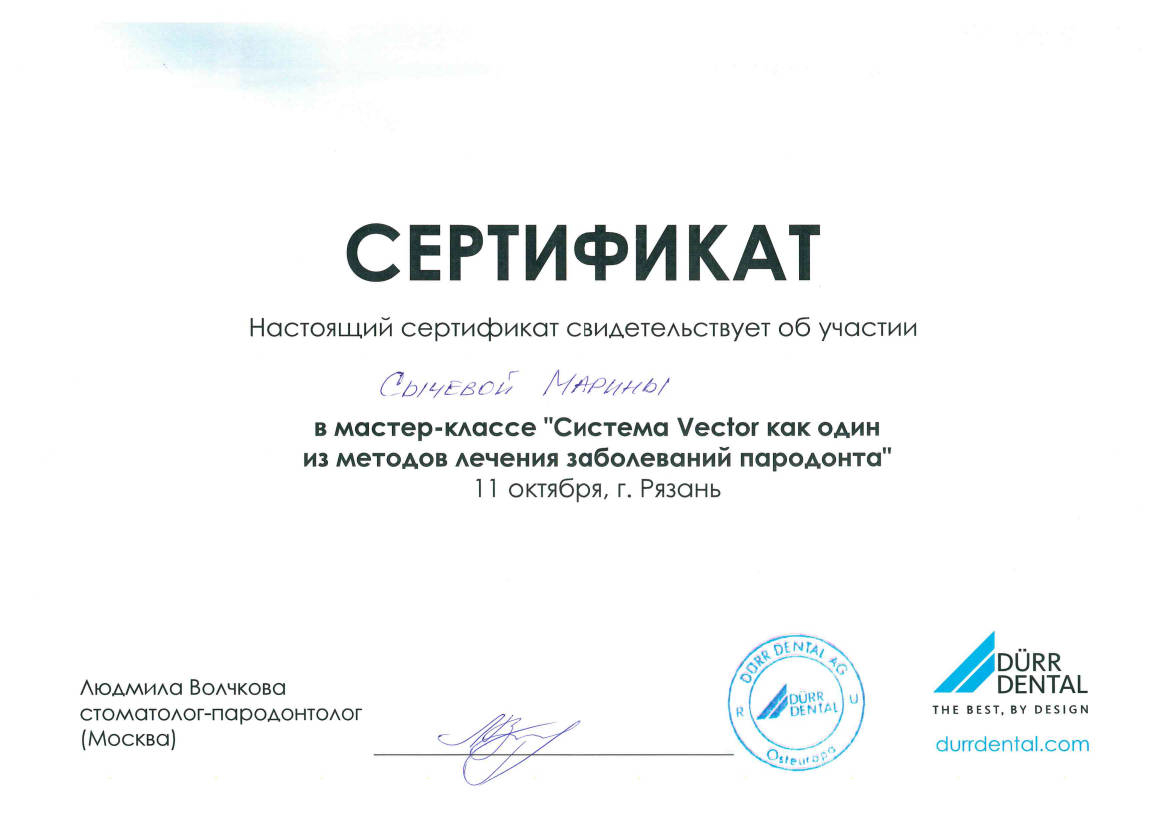 СЕРТИФИКАТ
Настоящий сертификат свидетельствует об участии
Сычевой Марины
в мастер-классе "Система Vector как один
из методов лечения заболеваний пародонта"
11 октября, г. Рязань
Людмила Волчкова
стоматолог-пародонтолог
(Москва)
DÜRR DENTAL AG
R U
DÜRR
DENTAL
Osteuropa
DÜRR
DENTAL
THE BEST, BY DESIGN
durrdental.com